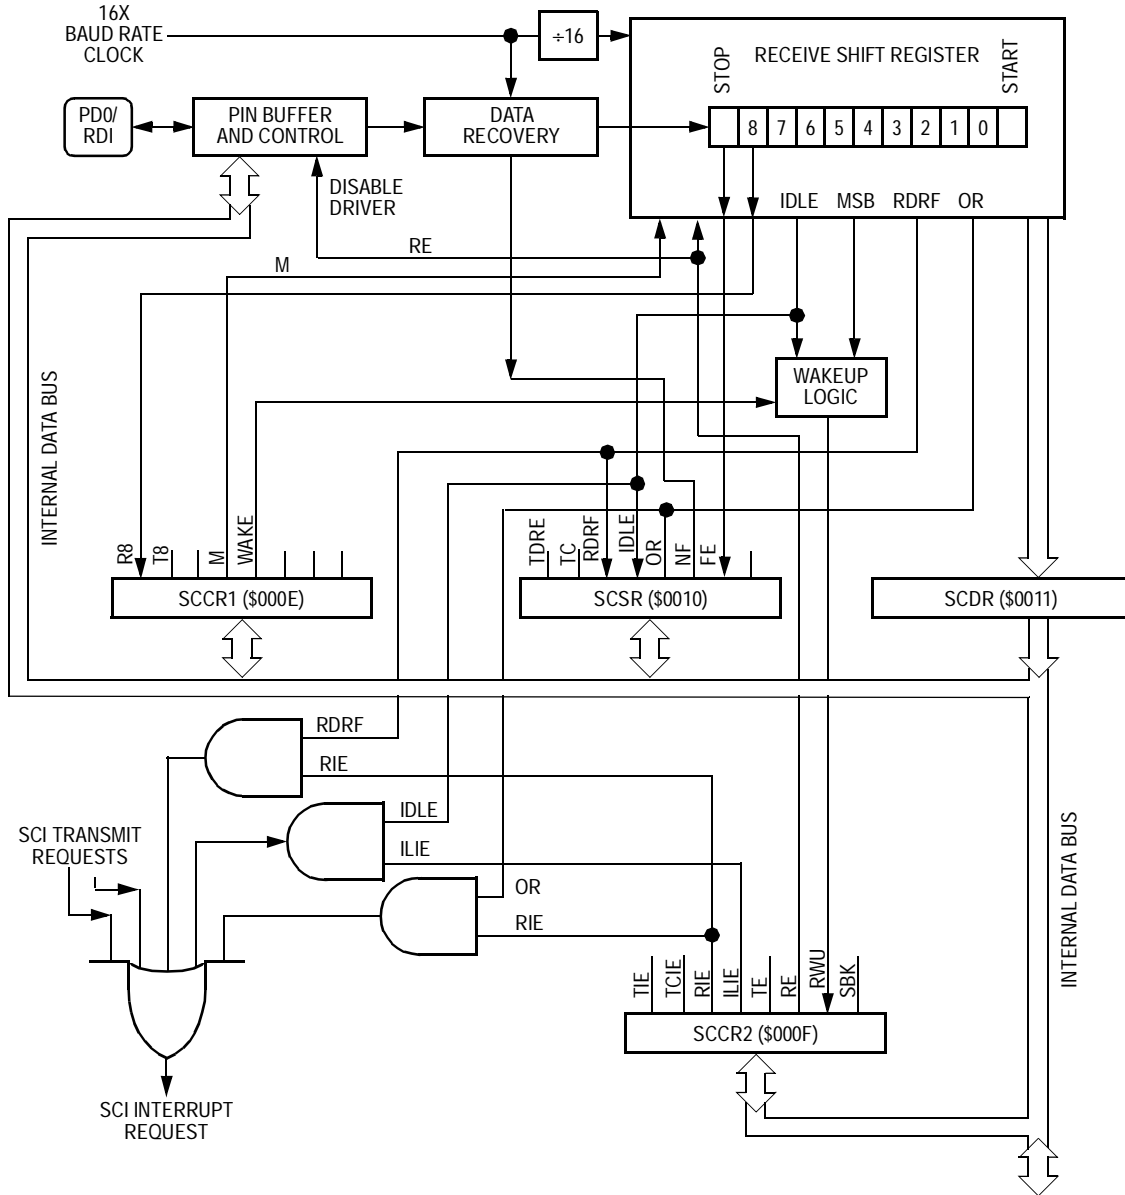 16X
BAUD RATE
CLOCK
÷16
RECEIVE SHIFT REGISTER
STOP
START
8 7 6 5 4 3 2 1 0
PD0/
RDI
PIN BUFFER
AND CONTROL
DATA
RECOVERY
DISABLE
DRIVER
IDLE MSB RDRF OR
RE
M
WAKEUP
LOGIC
INTERNAL DATA BUS
R8
T8
M
WAKE
TDRE
TC
RDRF
IDLE
OR
NF
FE
SCCR1 ($000E)
SCSR ($0010)
SCDR ($0011)
RDRF
RIE
IDLE
ILIE
OR
RIE
SCI TRANSMIT
REQUESTS
INTERNAL DATA BUS
TIE
TCIE
RIE
ILIE
TE
RE
RWU
SBK
SCCR2 ($000F)
SCI INTERRUPT
REQUEST